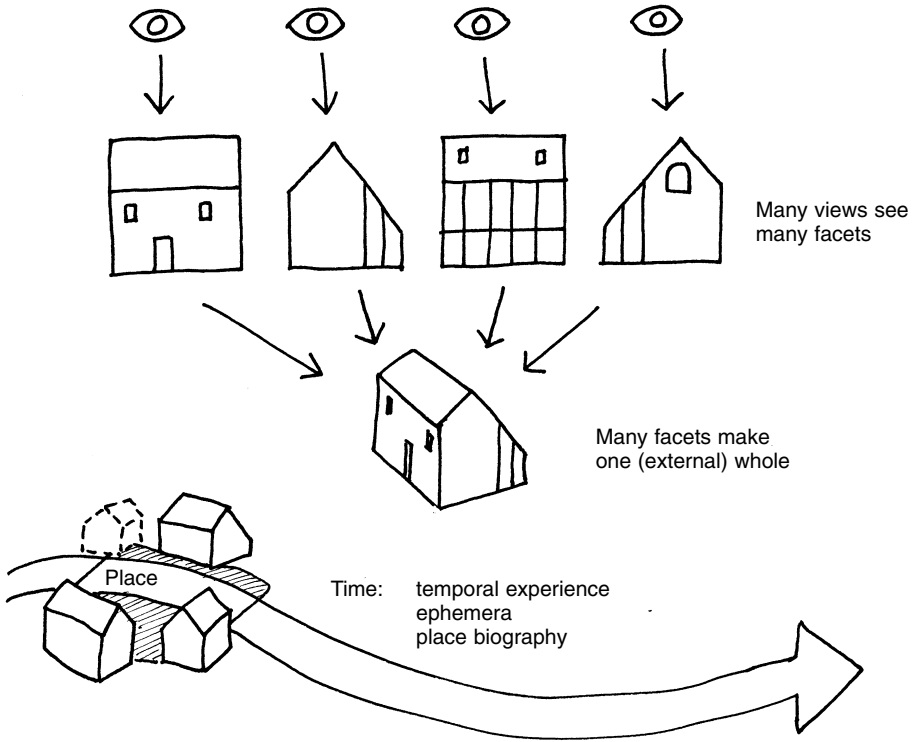 Many views see
many facets
Many facets make
one (external) whole
Place
Time: temporal experience
ephemera
place biography